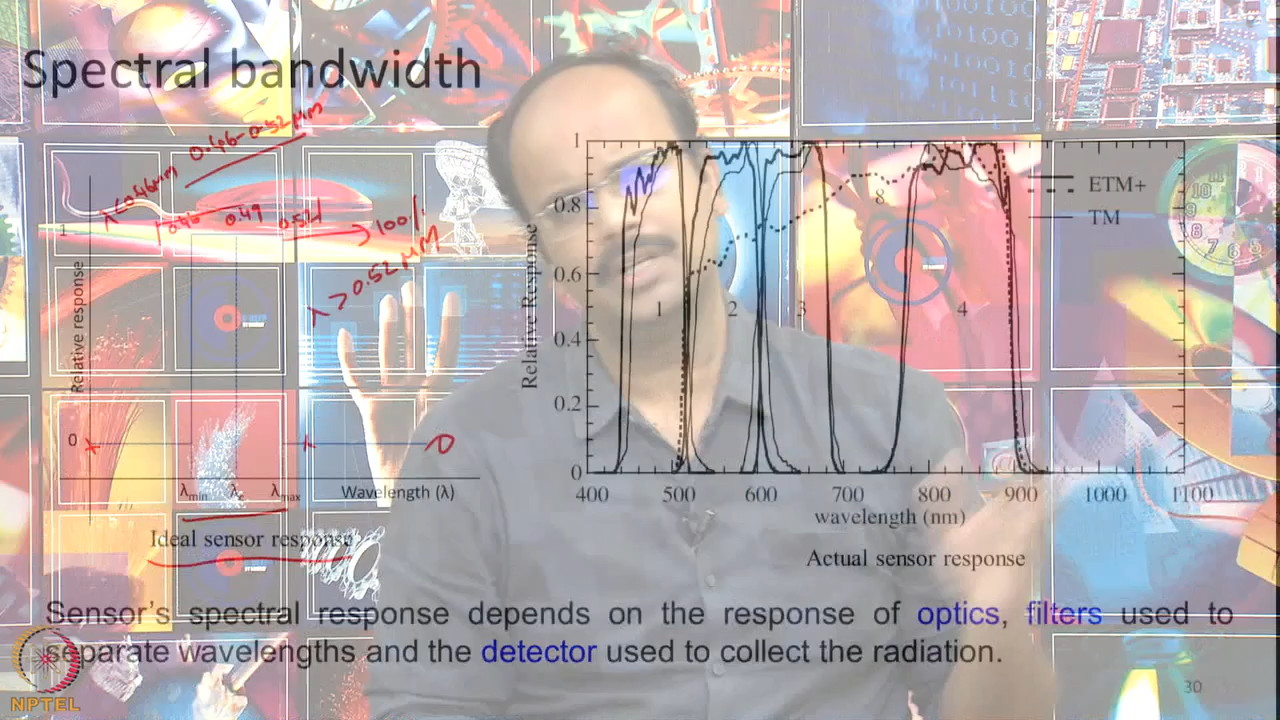 Spectral bandwidth
0.46-0.52 μm
λ<0.46μm
0.46 0.49 0.52
100%
λ > 0.52 μm
1
Relative response
0
0
λmin λc λmax Wavelength (λ)
Ideal sensor response
1
0.8
0.6
0.4
0.2
0
Relative Response
1 2 3 4
8
ETM+
TM
400 500 600 700 800 900 1000 1100
wavelength (nm)
Actual sensor response
Sensor's spectral response depends on the response of optics, filters used to
separate wavelengths and the detector used to collect the radiation.
NPTEL
30